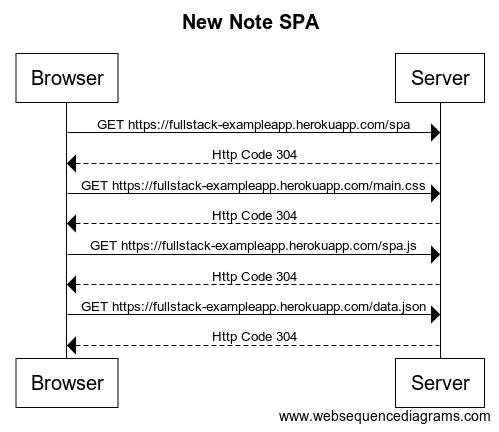 New Note SPA
Browser
Server
GET https://fullstack-exampleapp.herokuapp.com/spa
Http Code 304
GET https://fullstack-exampleapp.herokuapp.com/main.css
Http Code 304
GET https://fullstack-exampleapp.herokuapp.com/spa.js
Http Code 304
GET https://fullstack-exampleapp.herokuapp.com/data.json
Http Code 304
Browser
Server
www.websequencediagrams.com